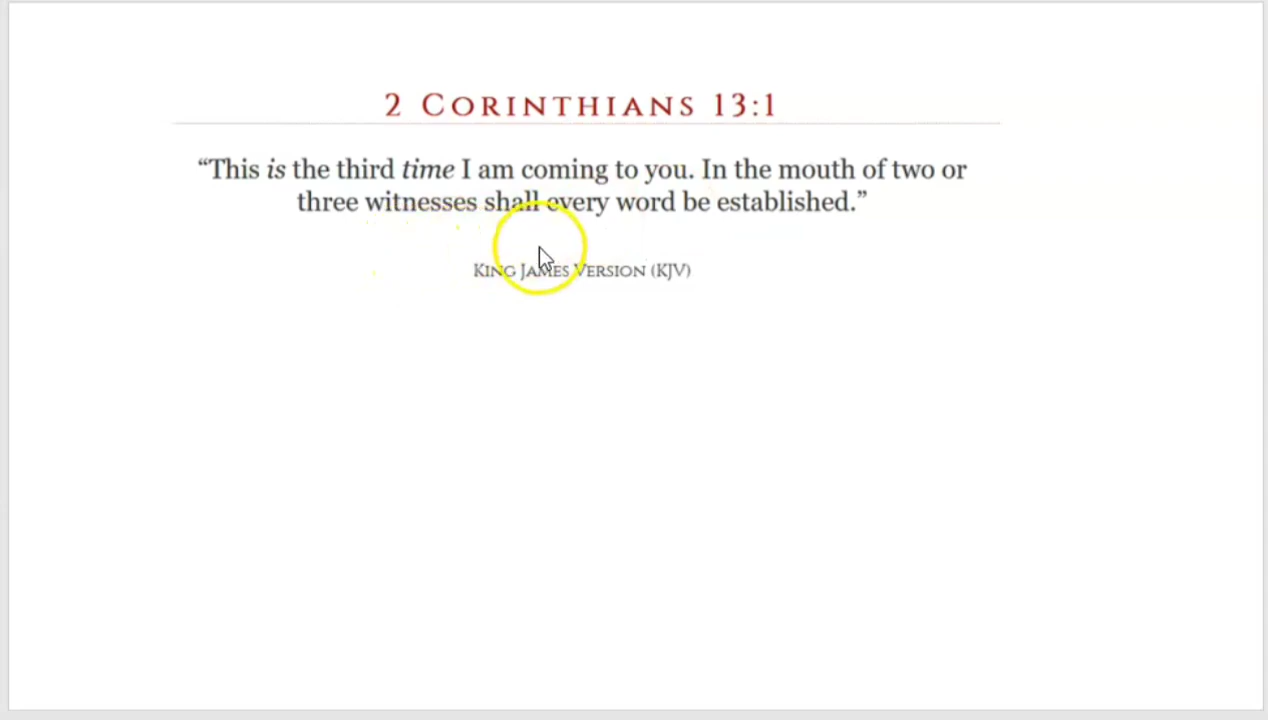 2 CORINTHIANS 13:1
“This is the third time I am coming to you. In the mouth of two or
three witnesses shall every word be established.”
KING JAMES VERSION (KJV)